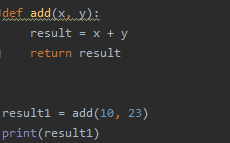 def add(x, y):
    result = x + y
    return result
result1 = add(10, 23)
print(result1)